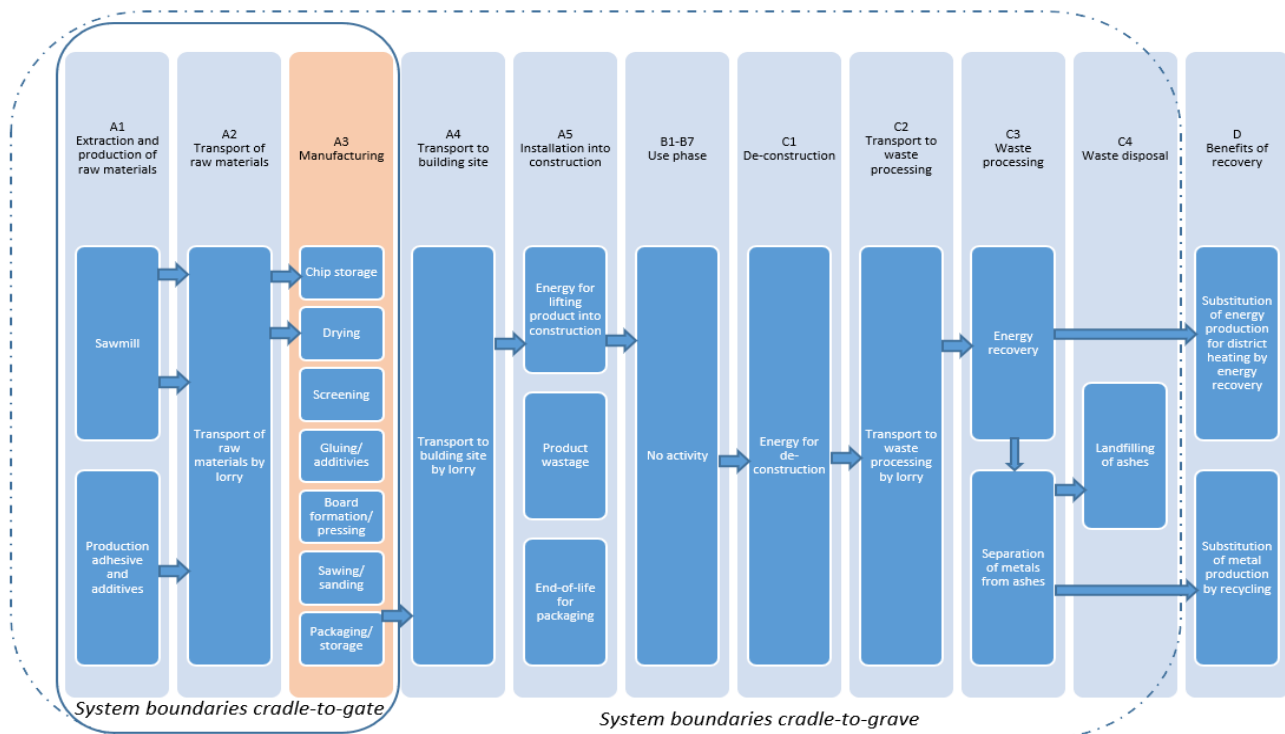 A1
Extraction and
production of
raw materials
A2
Transport of
raw materials
A3
Manufacturing
A4
Transport to
building site
A5
Installation into
construction
B1-B7
Use phase
C1
De-construction
C2
Transport to
waste
processing
C3
Waste
processing
C4
Waste disposal
D
Benefits of
recovery
Sawmill
Production
adhesive
and
additives
Transport of
raw
materials by
lorry
Chip storage
Drying
Screening
Gluing/
additivies
Board
formation/
pressing
Sawing/
sanding
Packaging/
storage
Transport to
bulding site
by lorry
Energy for
lifting
product into
construction
Product
wastage
End-of-life
for
packaging
No activity
Energy for
de-
construction
Transport to
waste
processing
by lorry
Energy
recovery
Separation
of metals
from ashes
Landfilling
of ashes
Substitution
of energy
production
for district
heating by
energy
recovery
Substitution
of metal
production
by recycling
System boundaries cradle-to-gate
System boundaries cradle-to-grave